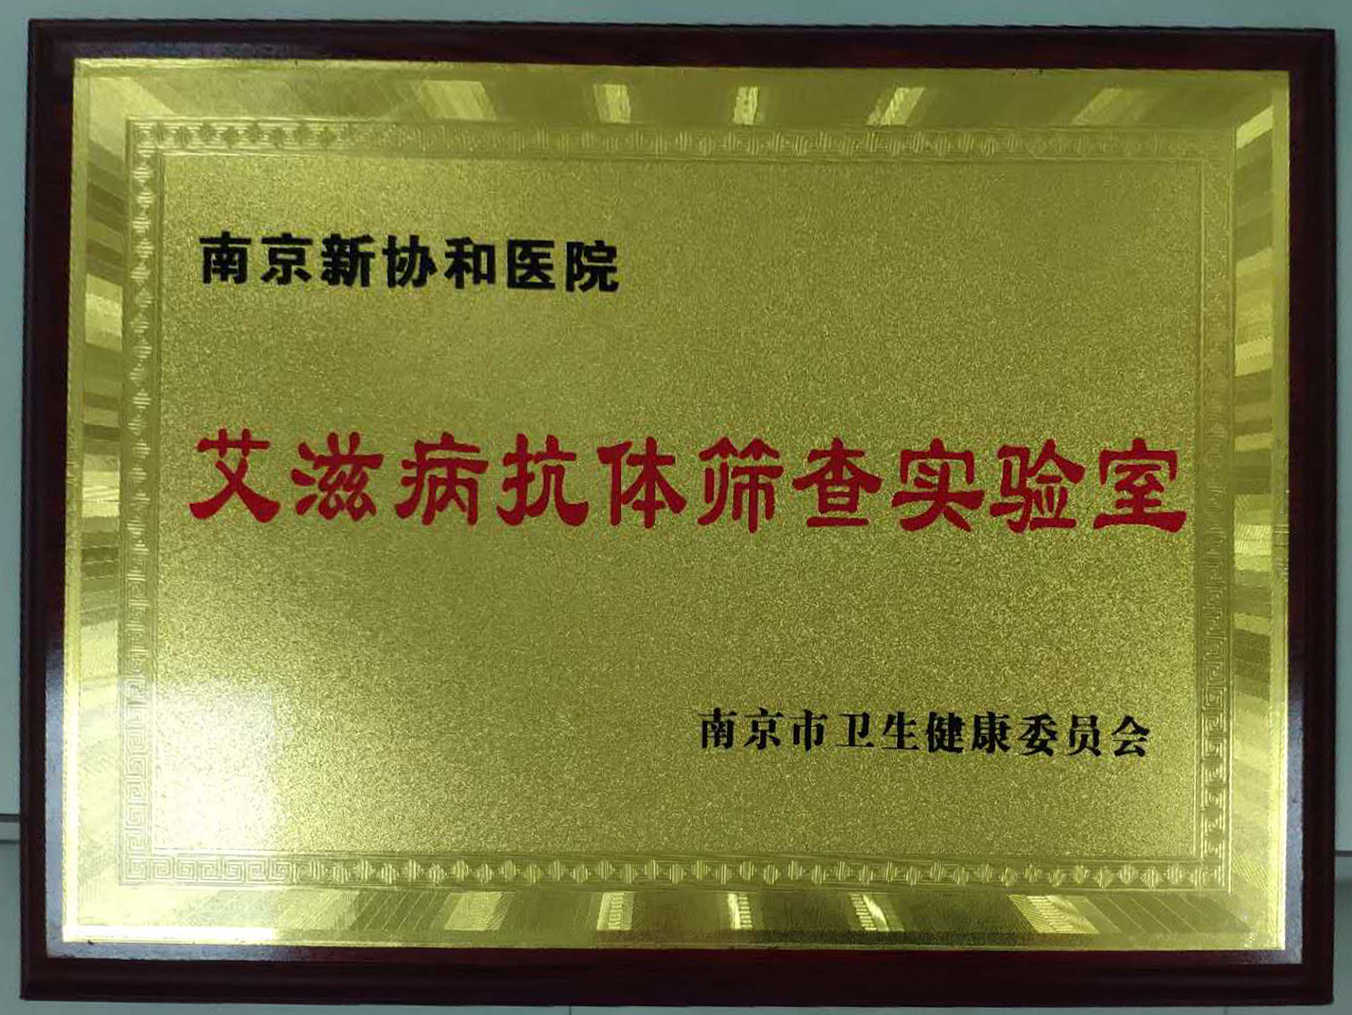 南京新协和医院
艾滋病抗体筛查实验室
南京市卫生健康委员会